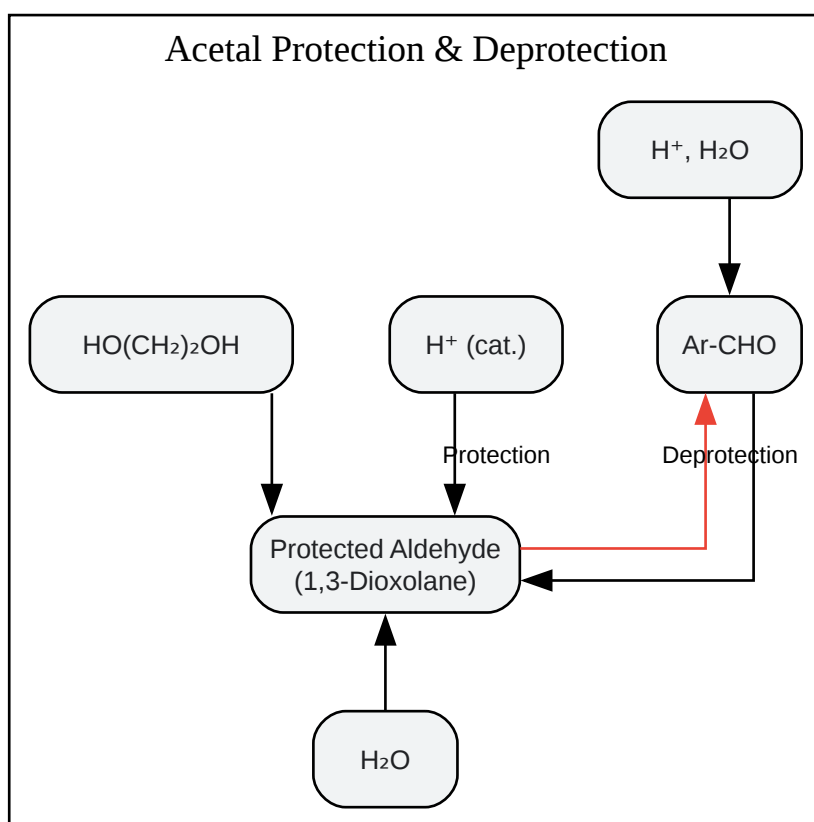 Acetal Protection & Deprotection
H⁺, H₂O
HO(CH₂)₂OH
H⁺ (cat.)
Ar-CHO
Protection
Deprotection
Protected Aldehyde
(1,3-Dioxolane)
H₂O